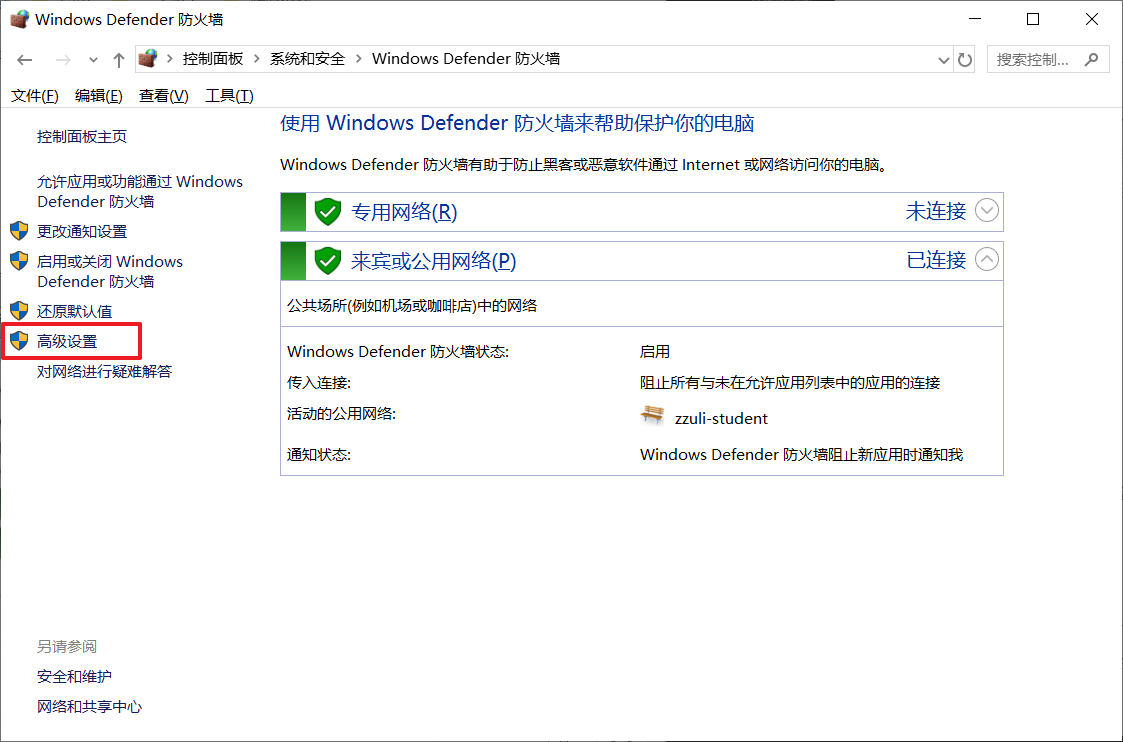 Windows Defender 防火墙
控制面板 > 系统和安全 > Windows Defender 防火墙
搜索控制...
文件(F) 编辑(E) 查看(V) 工具(T)
控制面板主页
允许应用或功能通过 Windows
Defender 防火墙
更改通知设置
启用或关闭 Windows
Defender 防火墙
还原默认值
高级设置
对网络进行疑难解答
另请参阅
安全和维护
网络和共享中心
使用 Windows Defender 防火墙来帮助保护你的电脑
Windows Defender 防火墙有助于防止黑客或恶意软件通过 Internet 或网络访问你的电脑。
专用网络(R) 未连接
来宾或公用网络(P) 已连接
公共场所(例如机场或咖啡店)中的网络
Windows Defender 防火墙状态: 启用
传入连接: 阻止所有与未在允许应用列表中的应用的连接
活动的公用网络: zzuli-student
通知状态: Windows Defender 防火墙阻止新应用时通知我